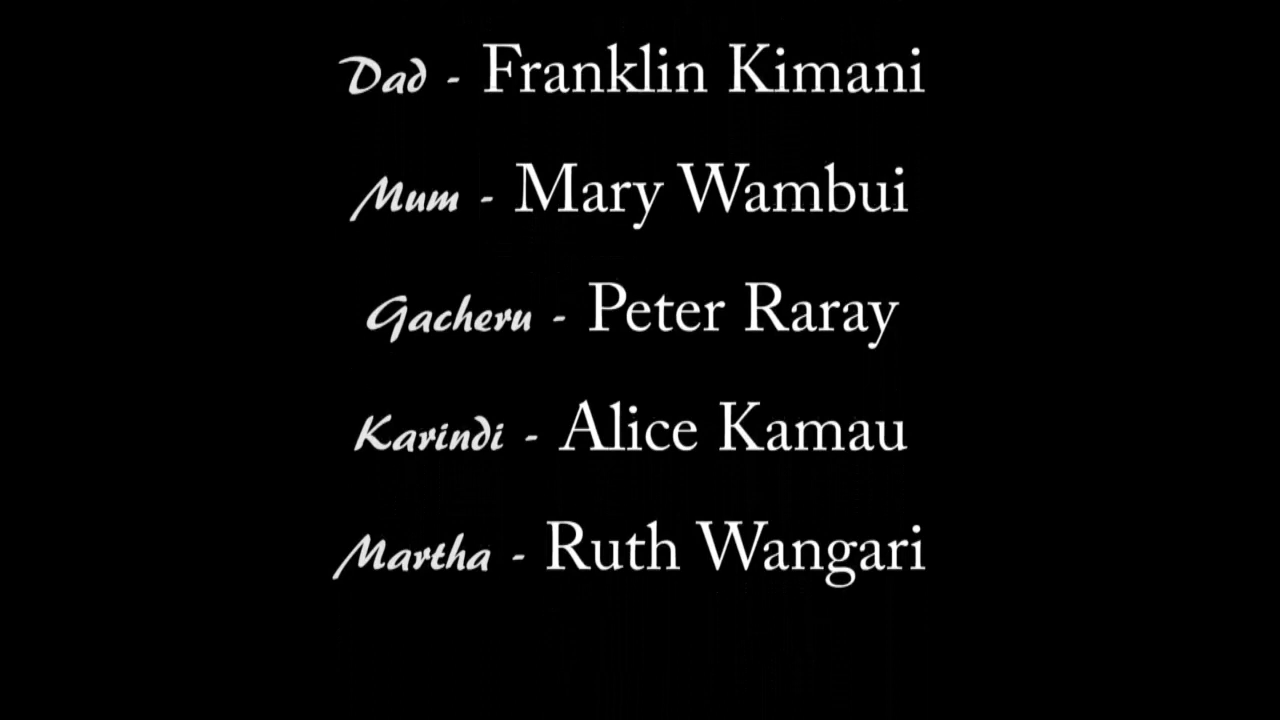 Dad - Franklin Kimani
Mum - Mary Wambui
Gacheru - Peter Raray
Karindi - Alice Kamau
Martha - Ruth Wangari